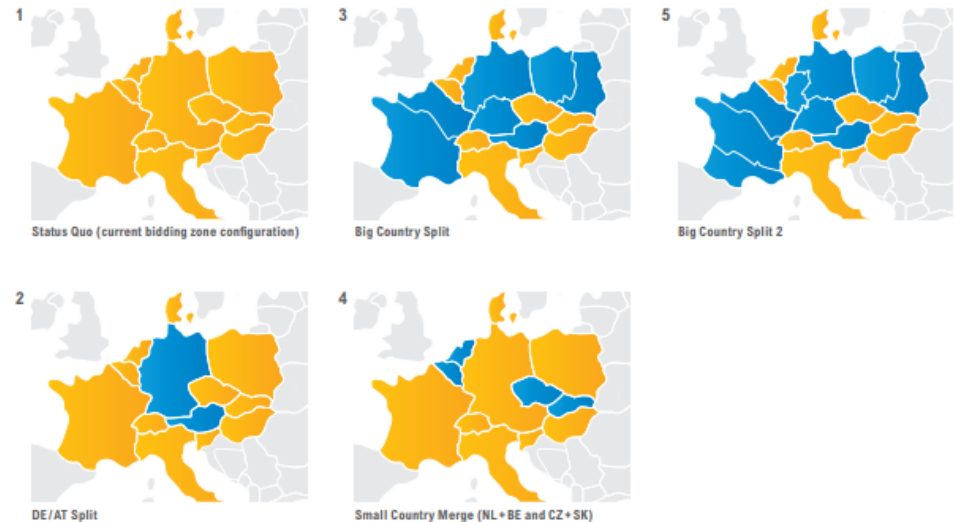 1
Status Quo (current bidding zone configuration)
3
Big Country Split
5
Big Country Split 2
2
DE/AT Split
4
Small Country Merge (NL+BE and CZ+SK)